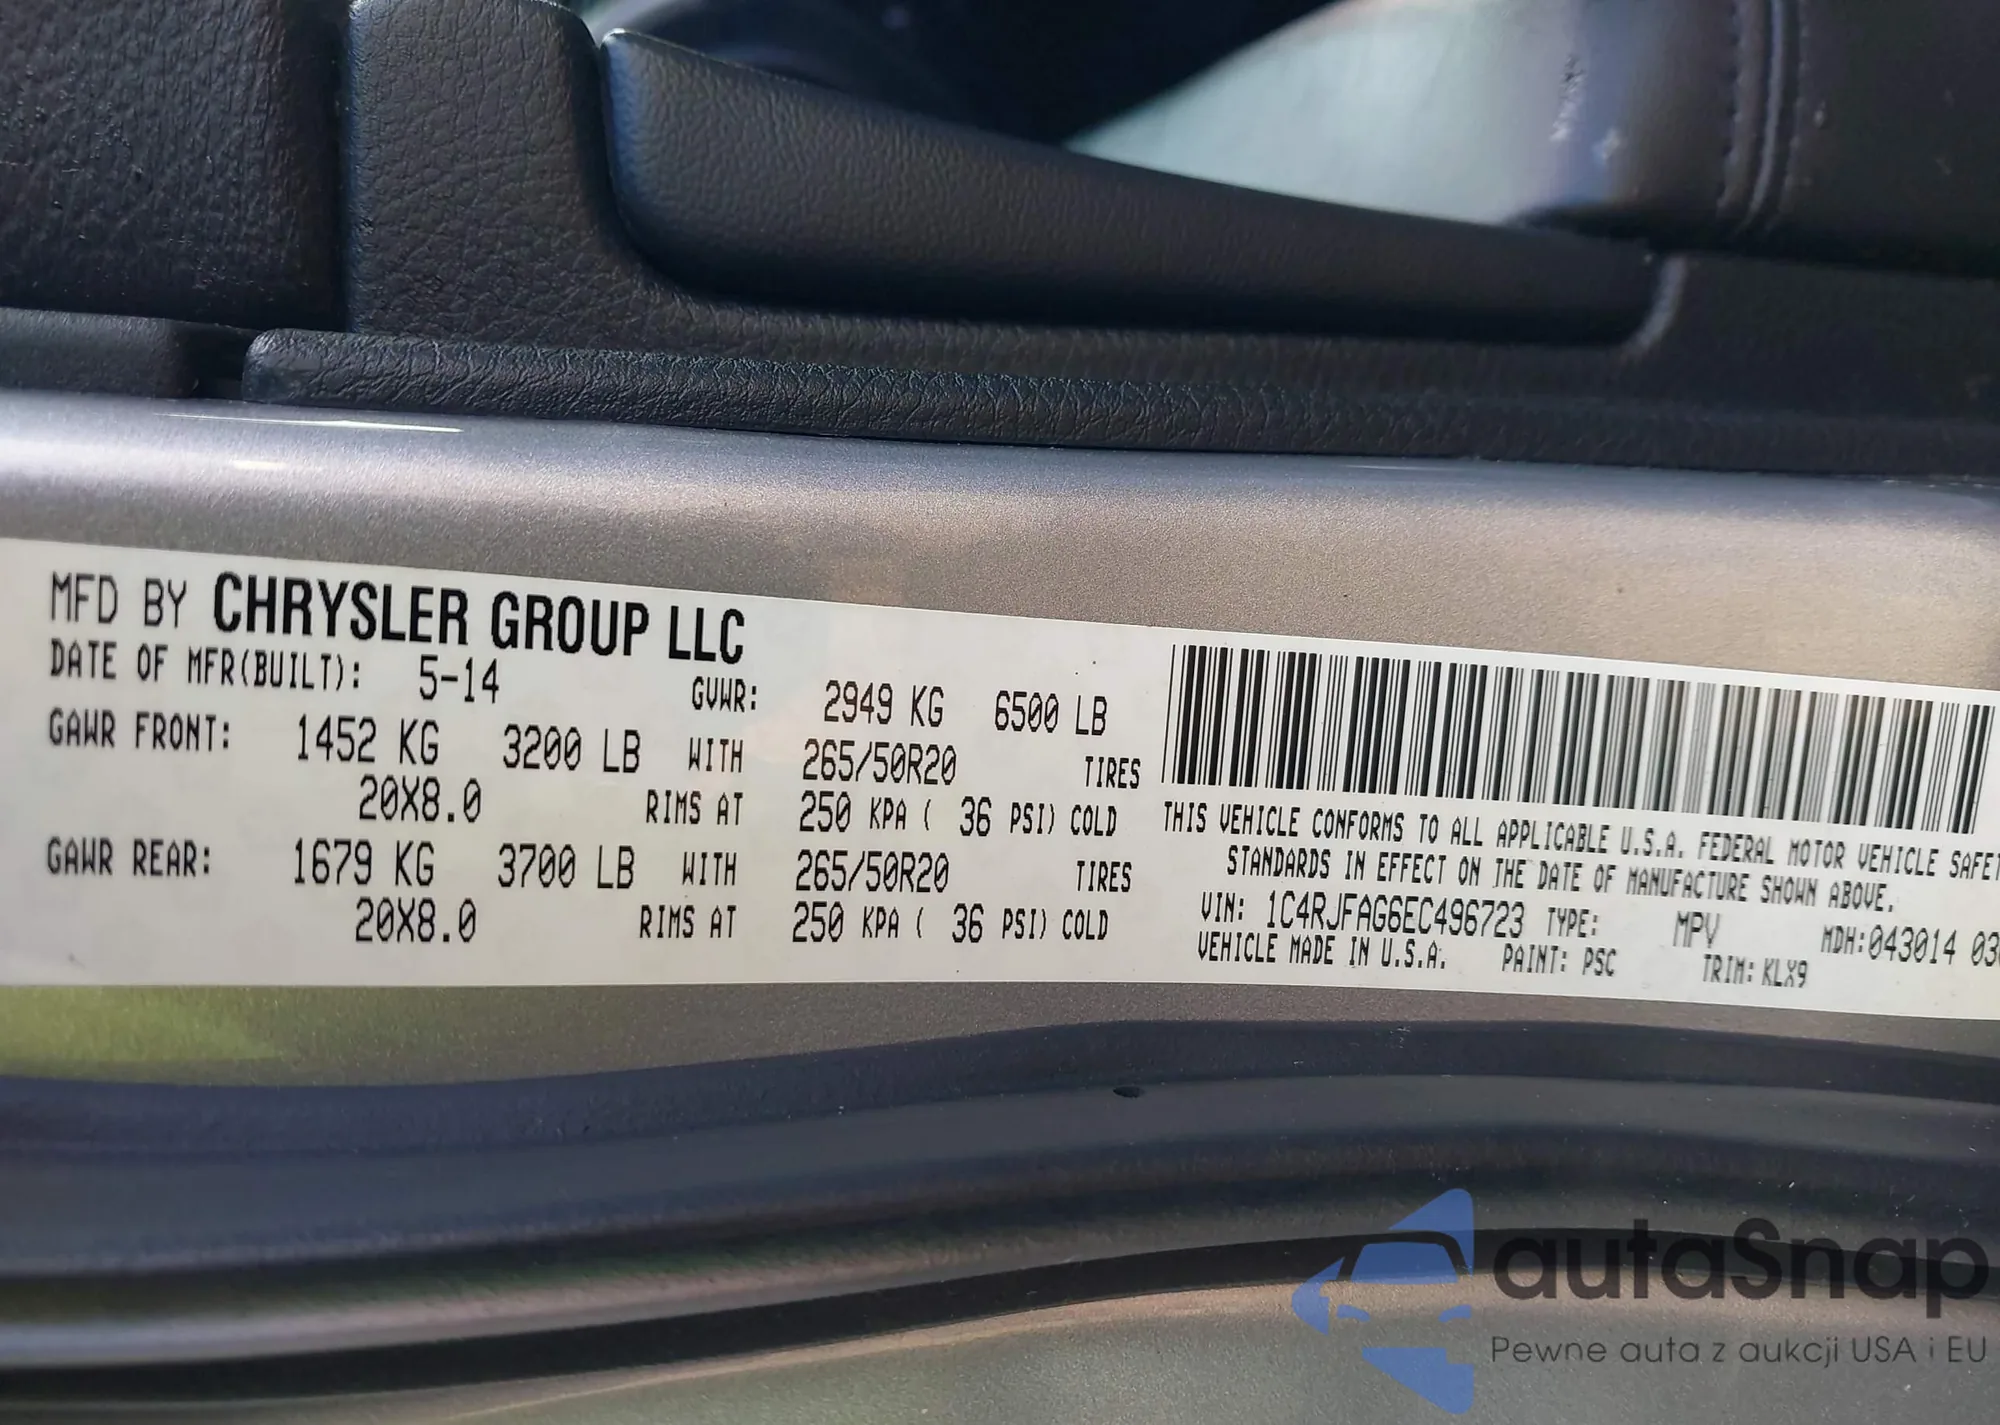 MFD BY CHRYSLER GROUP LLC
DATE OF MFR(BUILT): 5-14 GVWR: 2949 KG 6500 LB
GAWR FRONT: 1452 KG 3200 LB WITH 265/50R20 TIRES
20X8.0 RIMS AT 250 KPA ( 36 PSI) COLD
GAWR REAR: 1679 KG 3700 LB WITH 265/50R20 TIRES
20X8.0 RIMS AT 250 KPA ( 36 PSI) COLD
THIS VEHICLE CONFORMS TO ALL APPLICABLE U.S.A. FEDERAL MOTOR VEHICLE SAFET
STANDARDS IN EFFECT ON THE DATE OF MANUFACTURE SHOWN ABOVE.
VIN: 1C4RJFAG6EC496723 TYPE: MPV MDH:043014 03
VEHICLE MADE IN U.S.A. PAINT: PSC TRIM: KLX9
autaSnap
Pewne auta z aukcji USA i EU